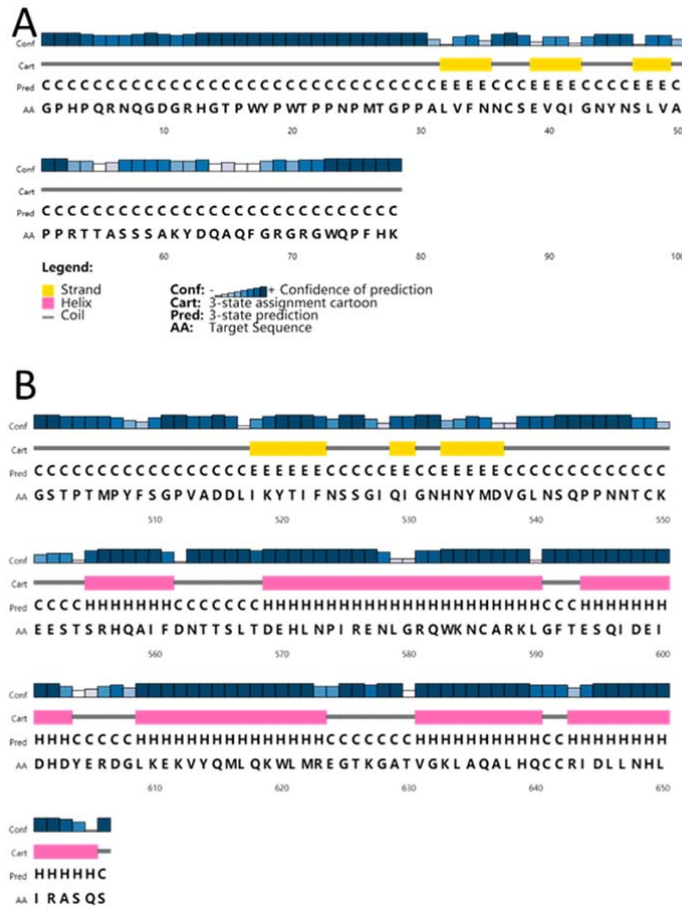 A
Conf
Cart
Pred CCCCCCCCCCCCCCCCCCCCCCCCCCCCCCCEEEECCCEEEECCCCEEEC
AA GPHPQRNQGDGRHGTPWYPWTPPNPMTGPPALVFNNCSEVQIGNYNSLVA
10 20 30 40 50
Conf
Cart
Pred CCCCCCCCCCCCCCCCCCCCCCCCCCCC
AA PPRTTASSSAKYDQAQFGRGRGWQPFHK
60 70 80 90 100
Legend:
Strand
Helix
Coil
Conf: - + Confidence of prediction
Cart: 3-state assignment cartoon
Pred: 3-state prediction
AA: Target Sequence
B
Conf
Cart
Pred CCCCCCCCCCCCCCCCCEEEEEECCCCCEECCEEEEECCCCCCCCCCCCC
AA GSTPTMPYFSGPVADDLIKYTIFNSSGIQIGNHNYMDVGLNSQPPNNTCK
510 520 530 540 550
Conf
Cart
Pred CCCCHHHHHHHCCCCCCCHHHHHHHHHHHHHHHHHHHHHHCCCHHHHHHH
AA EESTSRHQAIFDNTTSLTDEHLNPIRENLGRQWKNCARKLGFTESQIDEI
560 570 580 590 600
Conf
Cart
Pred HHHCCCCCHHHHHHHHHHHHHHHCCCCCCCHHHHHHHHHHCCHHHHHHHH
AA DHDYERDGLKEKVYQMLQKWLMREGTKGATVGKLAQALHQCCRIDLLNHL
610 620 630 640 650
Conf
Cart
Pred HHHHHC
AA IRASQS